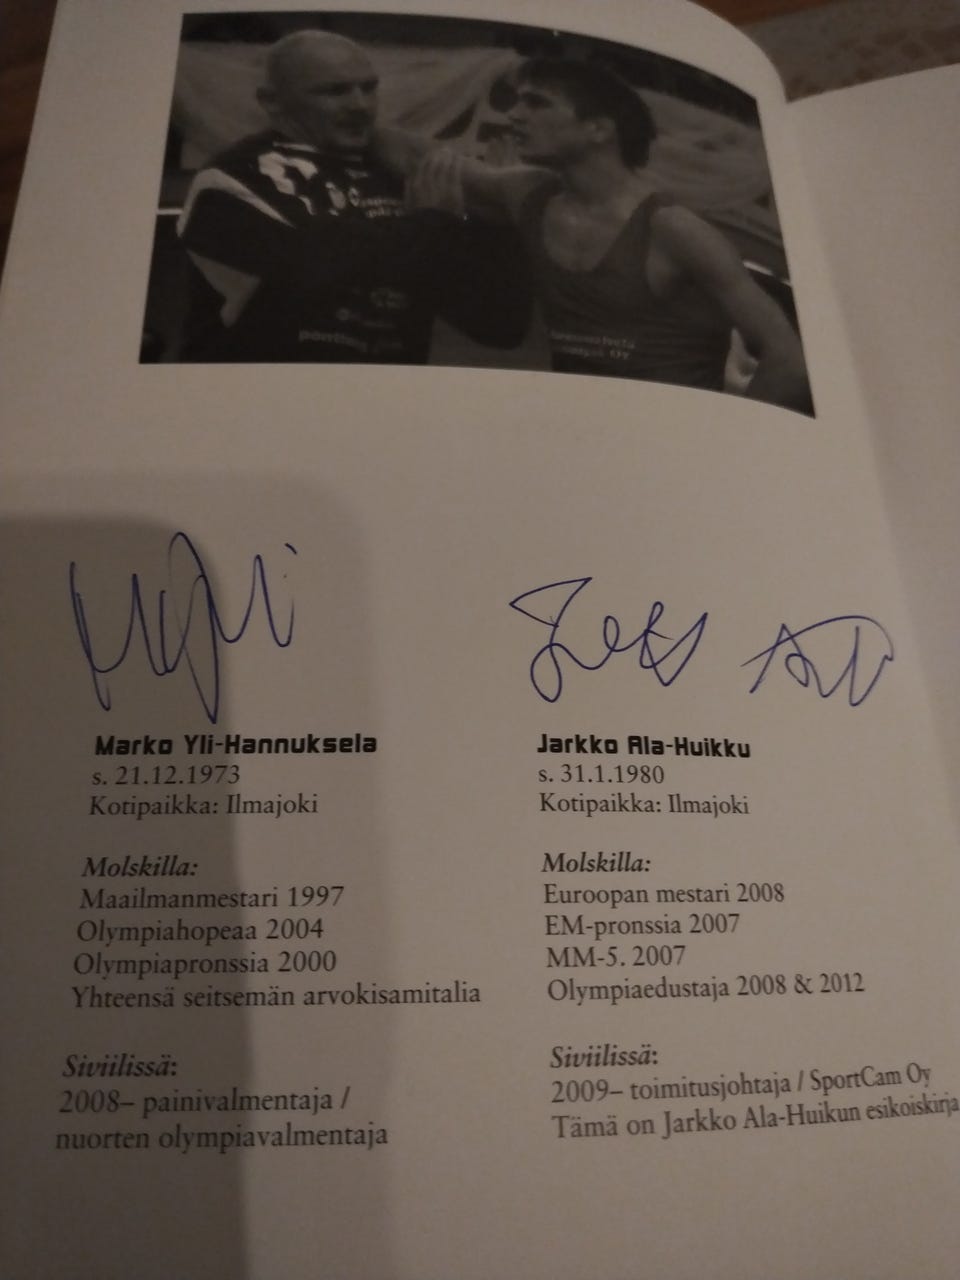 Marko Yli-Hannuksela
s. 21.12.1973
Kotipaikka: Ilmajoki
Molskilla:
Maailmanmestari 1997
Olympiahopeaa 2004
Olympiapronssia 2000
Yhteensä seitsemän arvokisamitalia
Siviilissä:
2008– painivalmentaja /
nuorten olympiavalmentaja
Jarkko Ala-Huikku
s. 31.1.1980
Kotipaikka: Ilmajoki
Molskilla:
Euroopan mestari 2008
EM-pronssia 2007
MM-5. 2007
Olympiaedustaja 2008 & 2012
Siviilissä:
2009– toimitusjohtaja / SportCam Oy
Tämä on Jarkko Ala-Huikun esikoiskirja